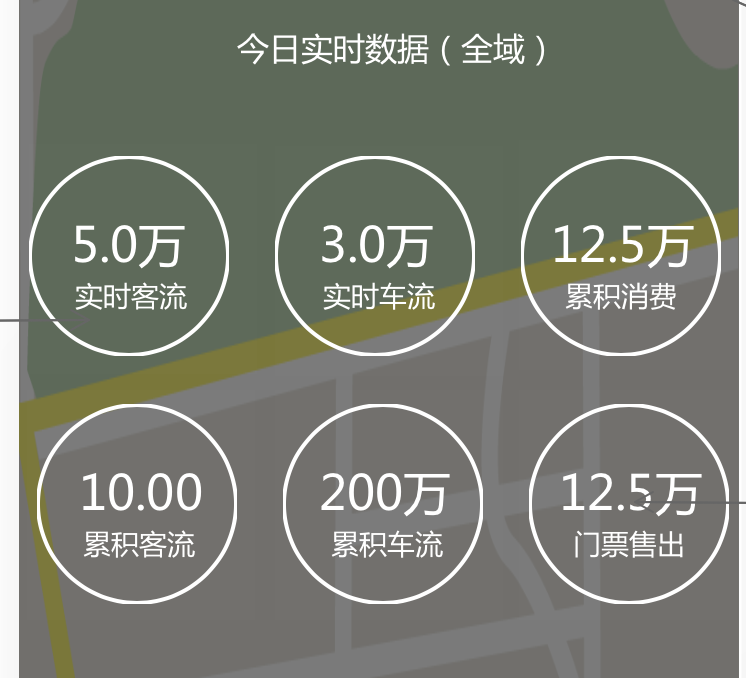 今日实时数据（全域）
5.0万
实时客流
3.0万
实时车流
12.5万
累积消费
10.00
累积客流
200万
累积车流
12.5万
门票售出